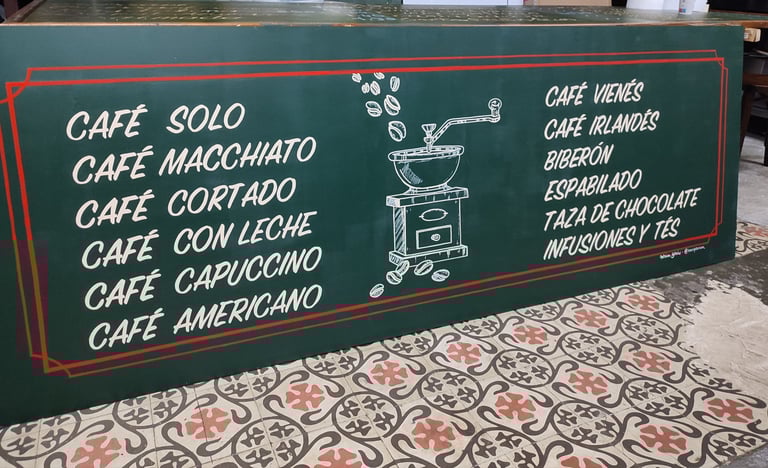 CAFÉ SOLO
CAFÉ MACCHIATO
CAFÉ CORTADO
CAFÉ CON LECHE
CAFÉ CAPUCCINO
CAFÉ AMERICANO
CAFÉ VIENÉS
CAFÉ IRLANDÉS
BIBERÓN
ESPABILADO
TAZA DE CHOCOLATE
INFUSIONES Y TÉS